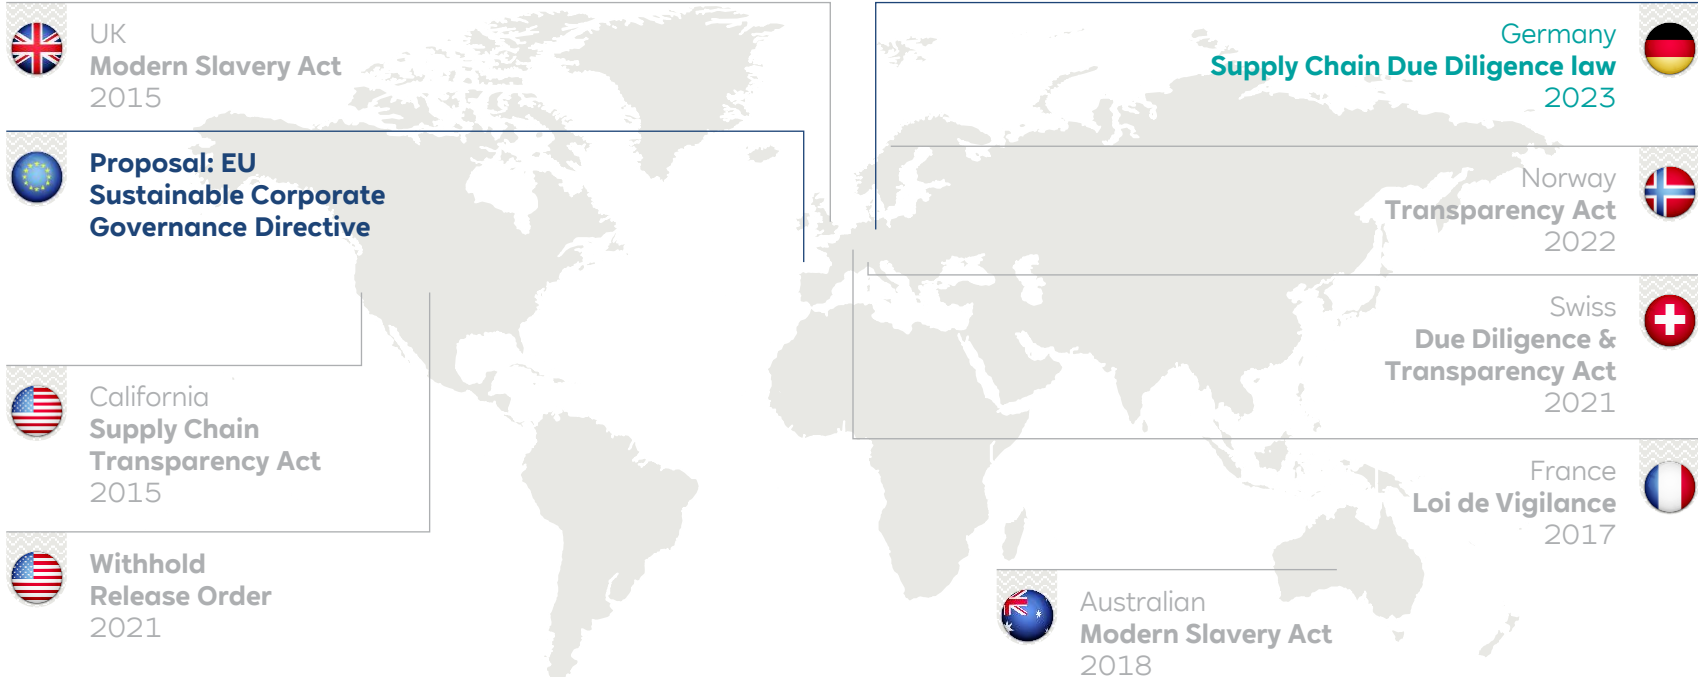 UK
Modern Slavery Act
2015
Proposal: EU
Sustainable Corporate
Governance Directive
California
Supply Chain
Transparency Act
2015
Withhold
Release Order
2021
Germany
Supply Chain Due Diligence law
2023
Norway
Transparency Act
2022
Swiss
Due Diligence &
Transparency Act
2021
France
Loi de Vigilance
2017
Australian
Modern Slavery Act
2018